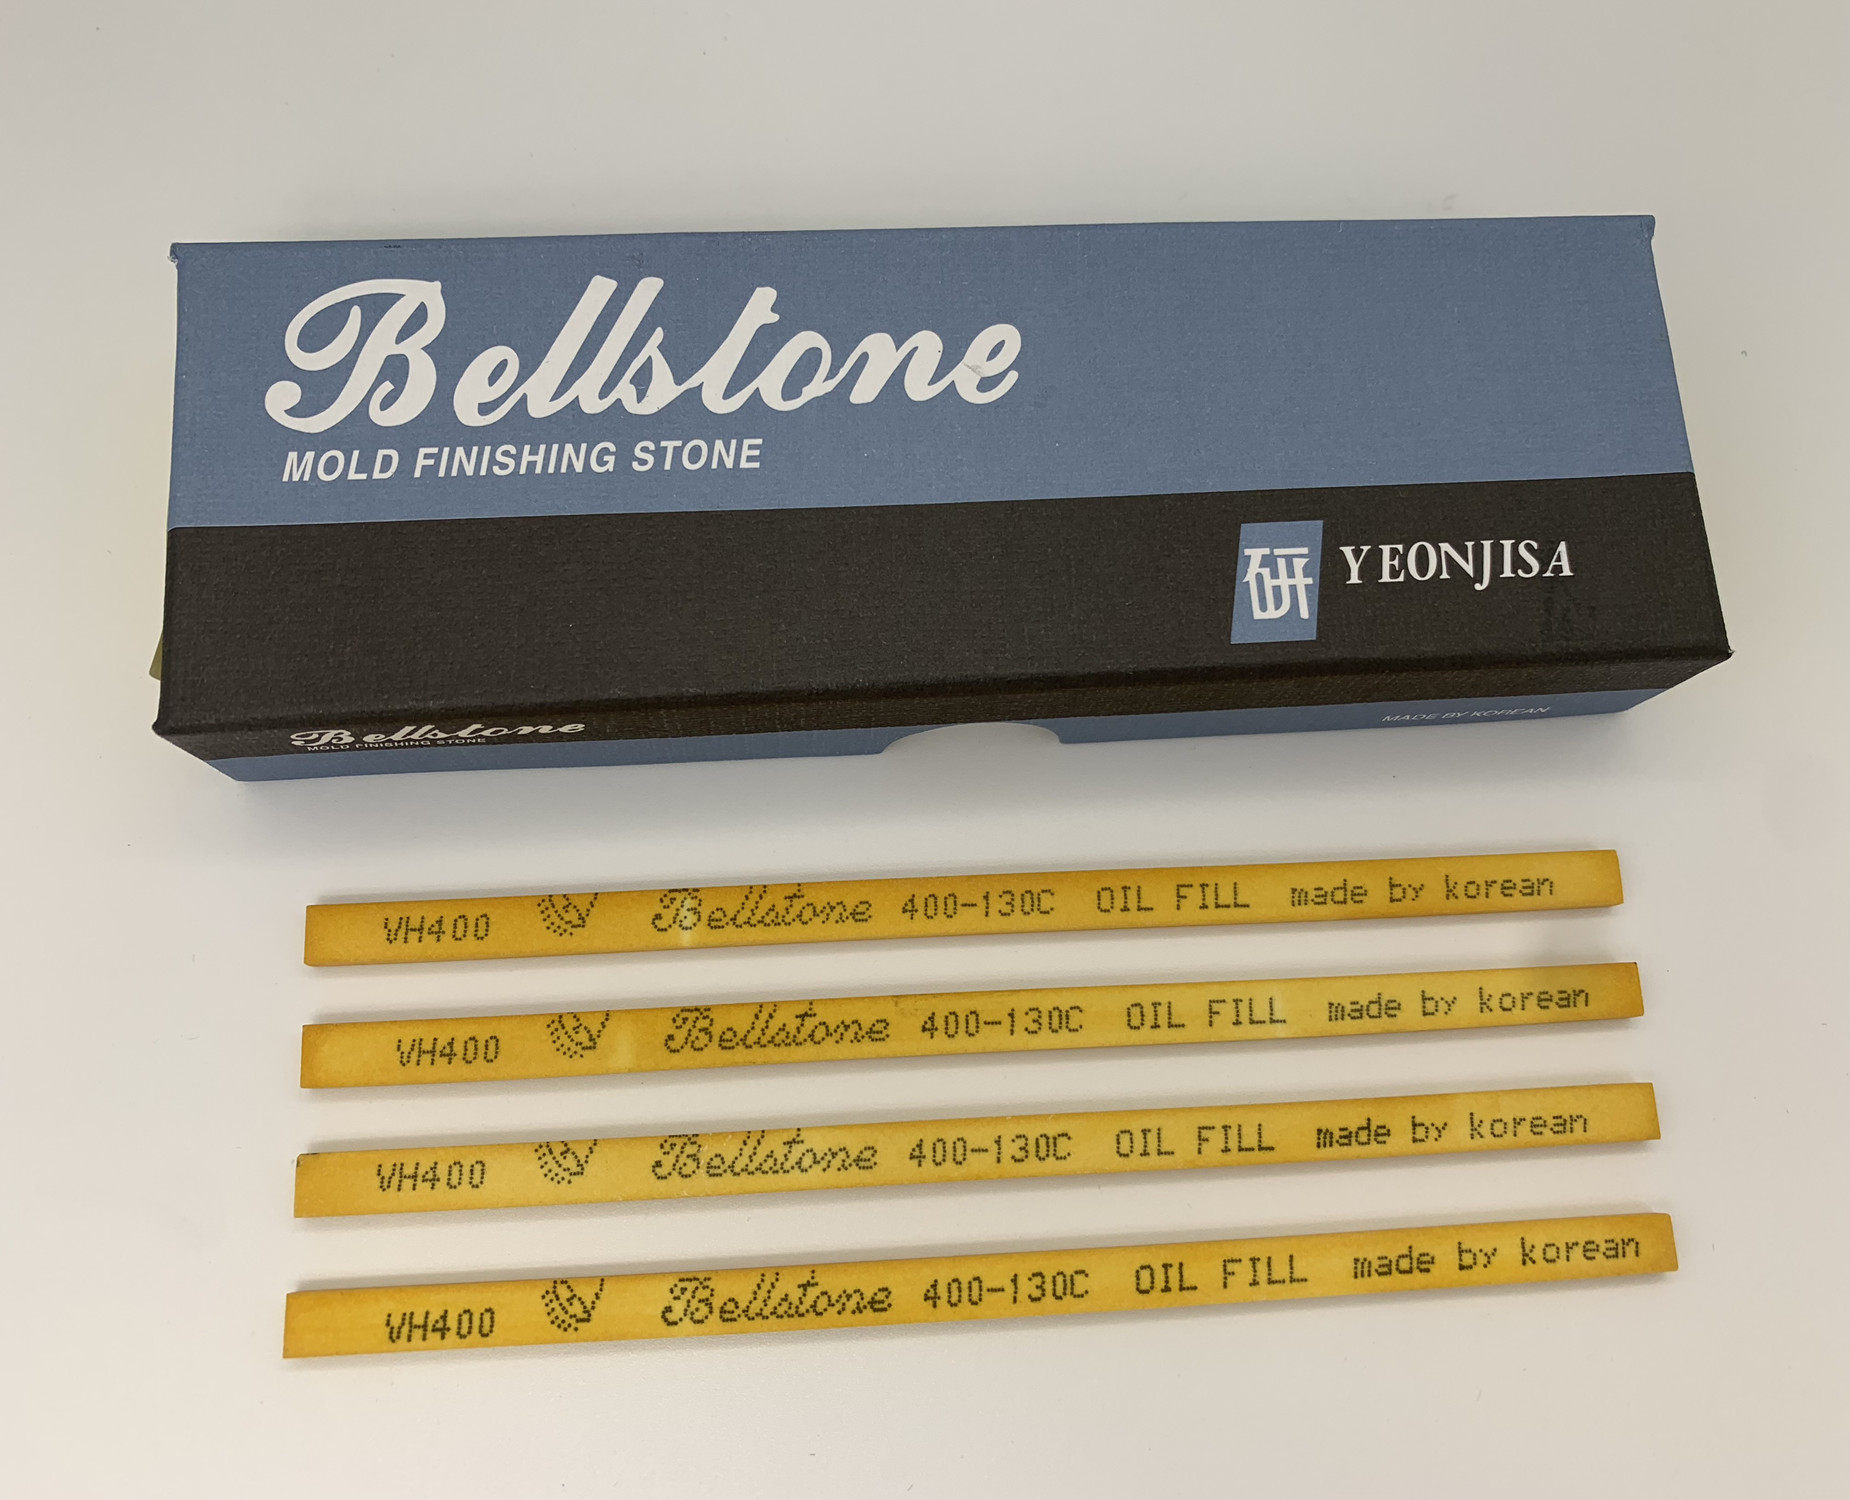 Bellstone
MOLD FINISHING STONE
研 YEONJISA
Bellstone
MOLD FINISHING STONE
MADE BY KOREAN
VH400 Bellstone 400-130C OIL FILL made by korean
VH400 Bellstone 400-130C OIL FILL made by korean
VH400 Bellstone 400-130C OIL FILL made by korean
VH400 Bellstone 400-130C OIL FILL made by korean